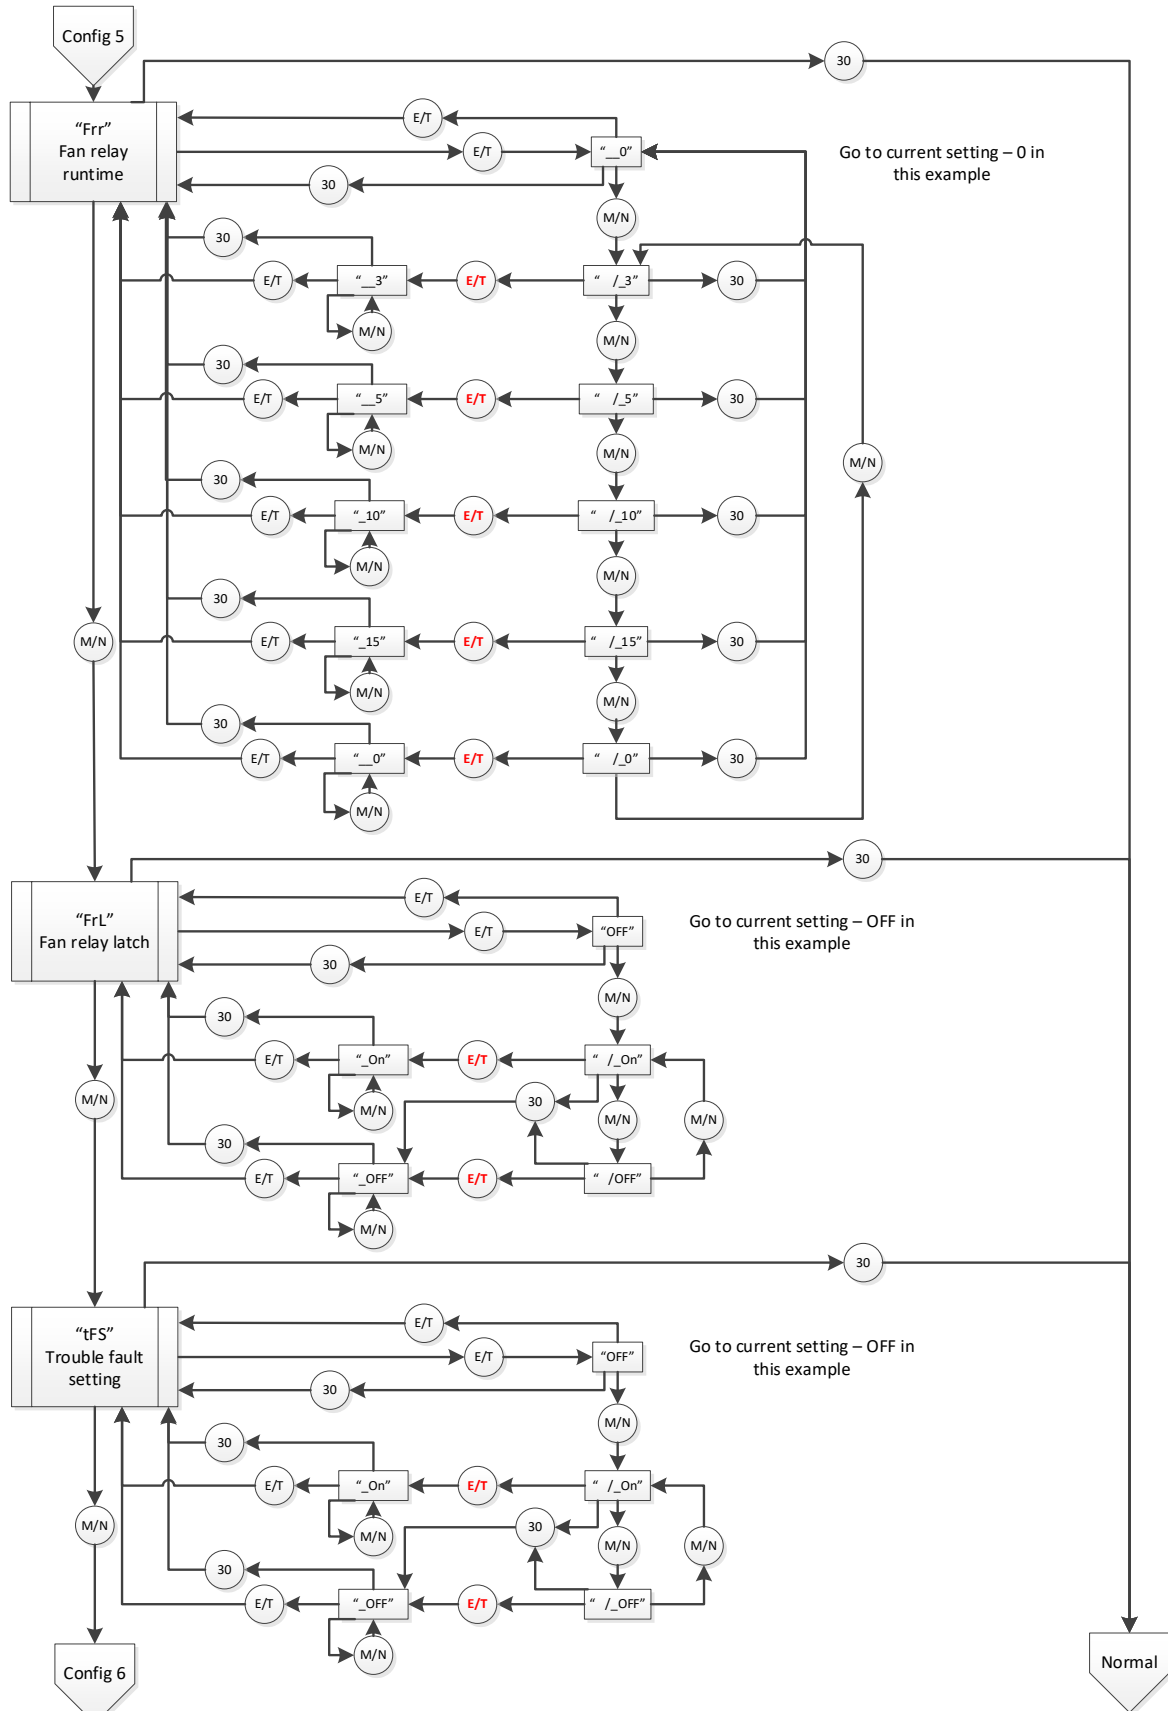 Config 5
30
“Frr”
Fan relay
runtime
E/T
E/T
“__0”
Go to current setting – 0 in
this example
30
M/N
30
E/T
“__3”
E/T
“ /_3”
30
M/N
M/N
30
E/T
“__5”
E/T
“ /_5”
30
M/N
M/N
M/N
30
E/T
“_10”
E/T
“ /_10”
30
M/N
M/N
30
E/T
“_15”
E/T
“ /_15”
30
M/N
M/N
M/N
30
E/T
“__0”
E/T
“ /_0”
30
M/N
30
“FrL”
Fan relay latch
E/T
E/T
“OFF”
Go to current setting – OFF in
this example
30
M/N
30
E/T
“_On”
E/T
“ /_On”
M/N
M/N
30
M/N
M/N
30
E/T
“_OFF”
E/T
“ /OFF”
M/N
30
“tFS”
Trouble fault
setting
E/T
E/T
“OFF”
Go to current setting – OFF in
this example
30
M/N
30
E/T
“_On”
E/T
“ /_On”
M/N
M/N
30
M/N
M/N
30
E/T
“_OFF”
E/T
“ /_OFF”
M/N
Config 6
Normal